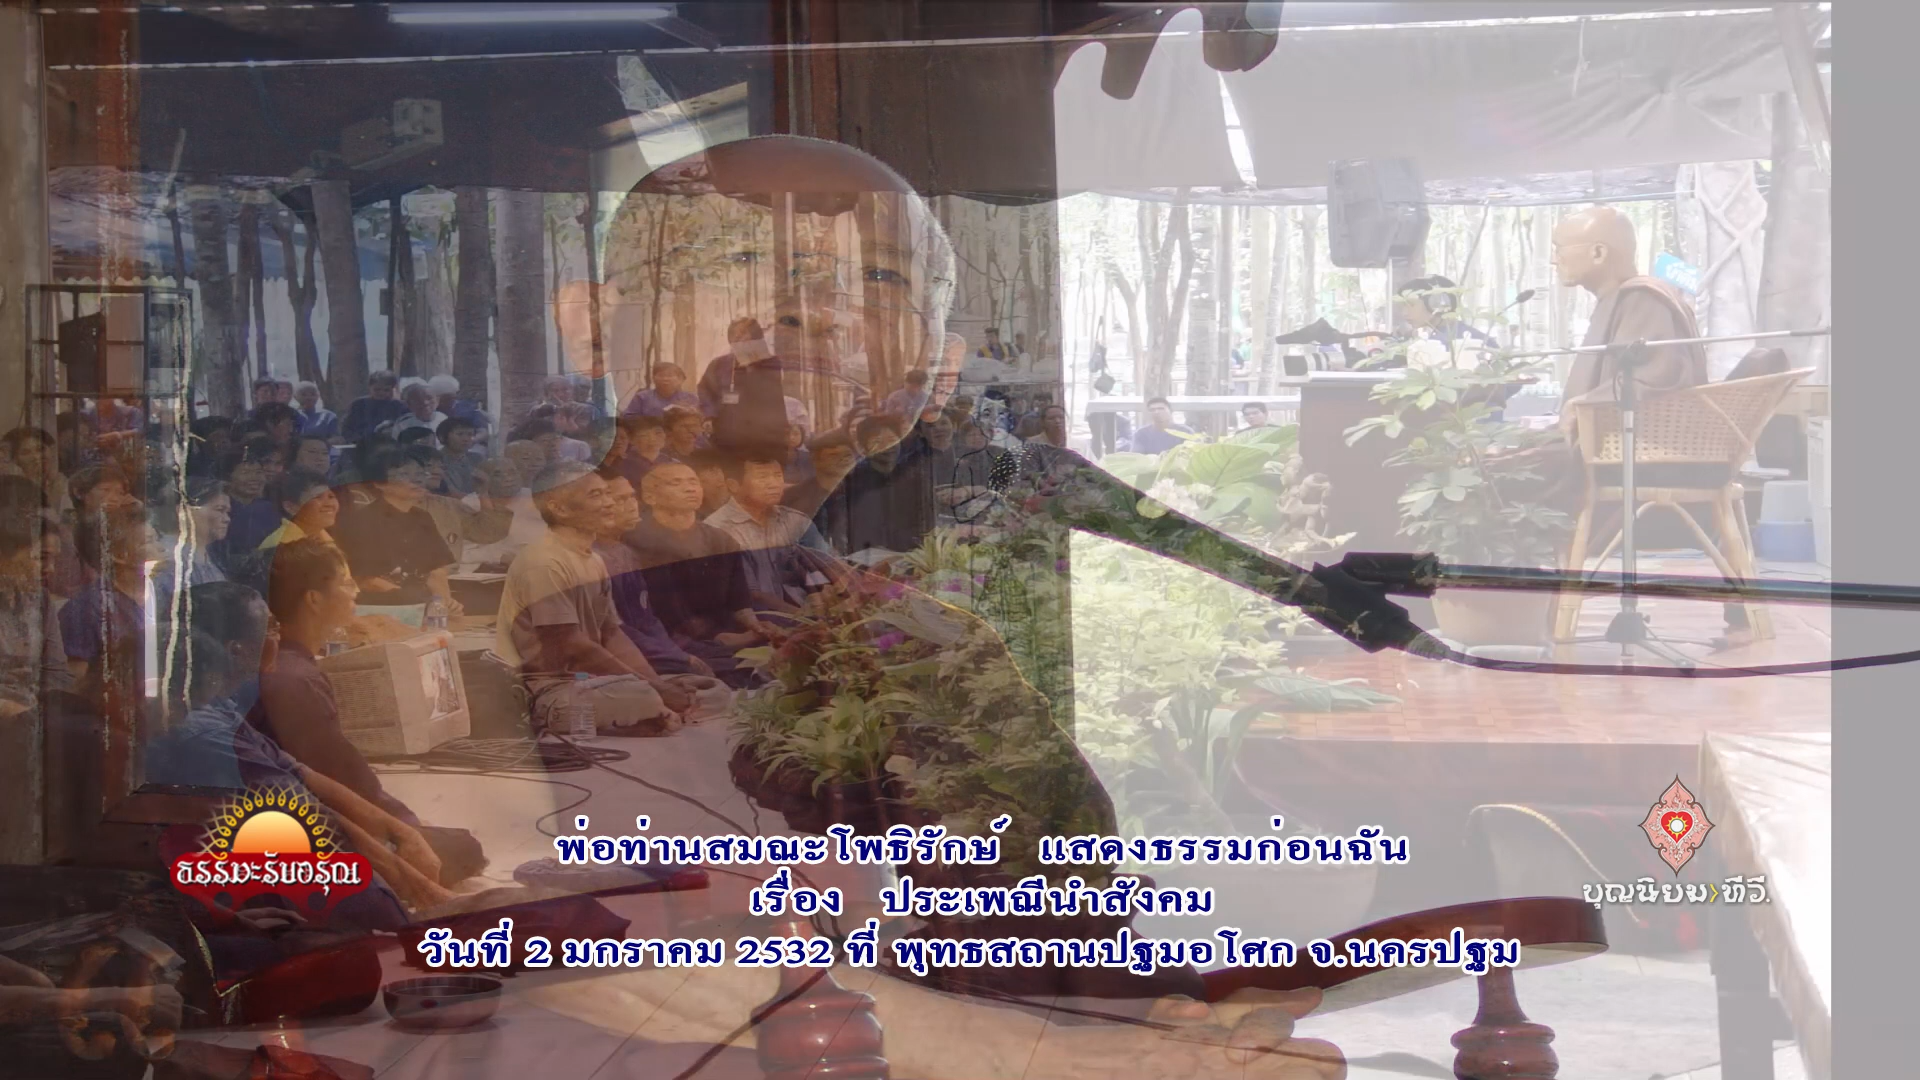 พ่อท่านสมณะโพธิรักษ์ แสดงธรรมก่อนฉัน
เรื่อง ประเพณีนำสังคม
วันที่ 2 มกราคม 2532 ที่ พุทธสถานปฐมอโศก จ.นครปฐม
ธรรมะรับอรุณ
บุญนิยมทีวี.